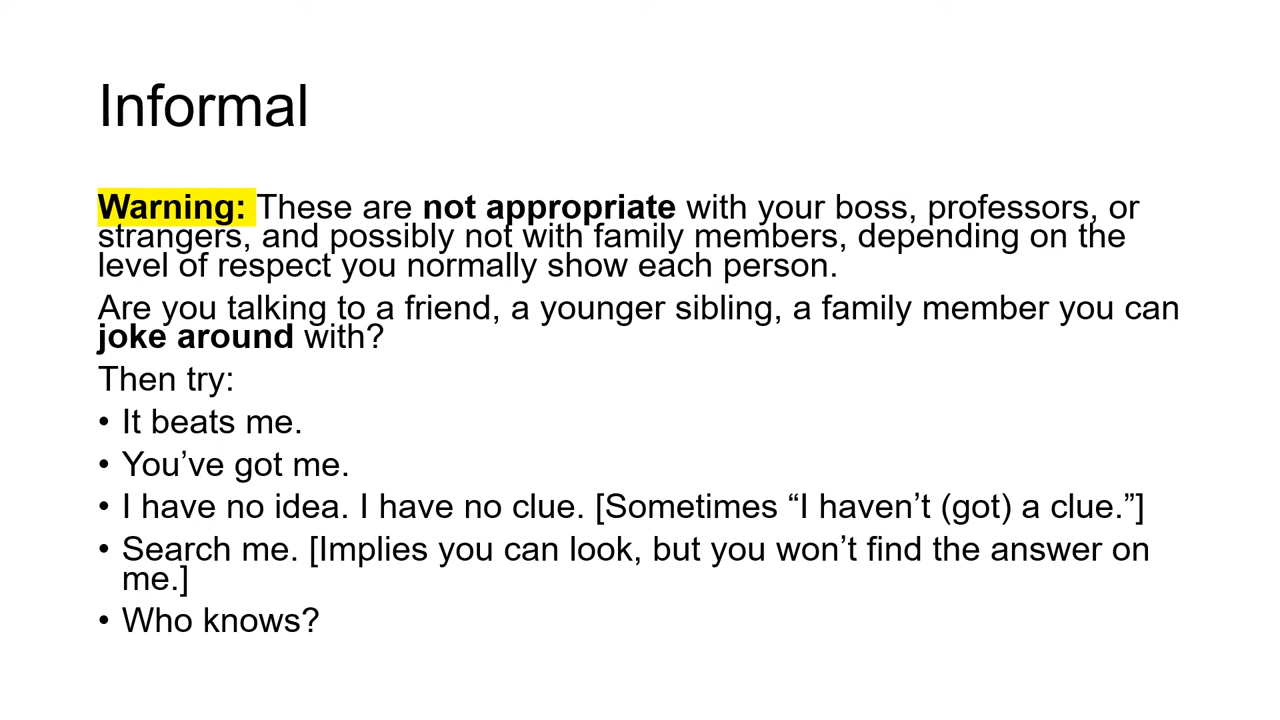 Informal
Warning: These are not appropriate with your boss, professors, or
strangers, and possibly not with family members, depending on the
level of respect you normally show each person.
Are you talking to a friend, a younger sibling, a family member you can
joke around with?
Then try:
• It beats me.
• You’ve got me.
• I have no idea. I have no clue. [Sometimes “I haven’t (got) a clue.”]
• Search me. [Implies you can look, but you won’t find the answer on
me.]
• Who knows?